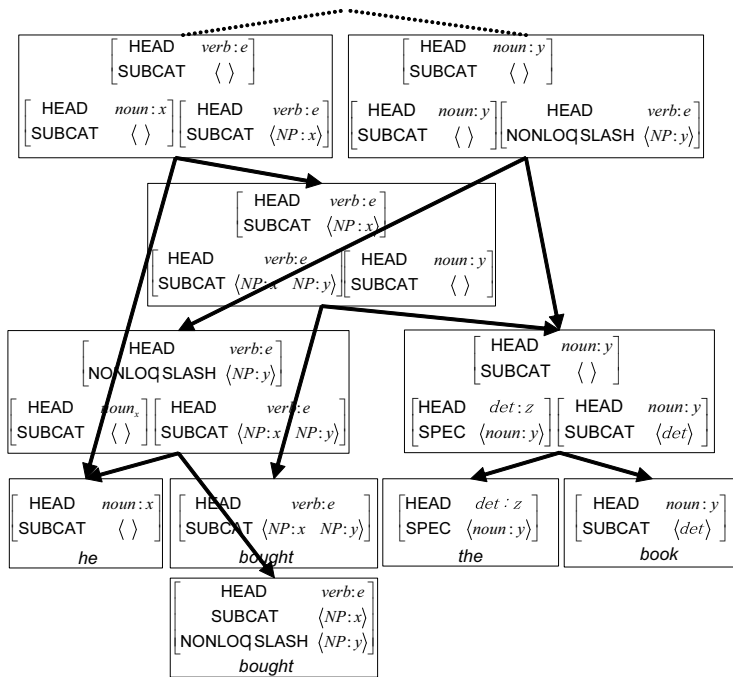 HEAD verb:e
SUBCAT ⟨ ⟩
HEAD noun:x
SUBCAT ⟨ ⟩
HEAD verb:e
SUBCAT ⟨NP:x⟩
HEAD noun:y
SUBCAT ⟨ ⟩
HEAD noun:y
SUBCAT ⟨ ⟩
HEAD verb:e
NONLOC|SLASH ⟨NP:y⟩
HEAD verb:e
SUBCAT ⟨NP:x⟩
HEAD verb:e
SUBCAT ⟨NP:x NP:y⟩
HEAD noun:y
SUBCAT ⟨ ⟩
HEAD verb:e
NONLOC|SLASH ⟨NP:y⟩
HEAD nounₓ
SUBCAT ⟨ ⟩
HEAD verb:e
SUBCAT ⟨NP:x NP:y⟩
HEAD noun:y
SUBCAT ⟨ ⟩
HEAD det:z
SPEC ⟨noun:y⟩
HEAD noun:y
SUBCAT ⟨det⟩
HEAD noun:x
SUBCAT ⟨ ⟩
he
HEAD verb:e
SUBCAT ⟨NP:x NP:y⟩
bought
HEAD det:z
SPEC ⟨noun:y⟩
the
HEAD noun:y
SUBCAT ⟨det⟩
book
HEAD verb:e
SUBCAT ⟨NP:x⟩
NONLOC|SLASH ⟨NP:y⟩
bought